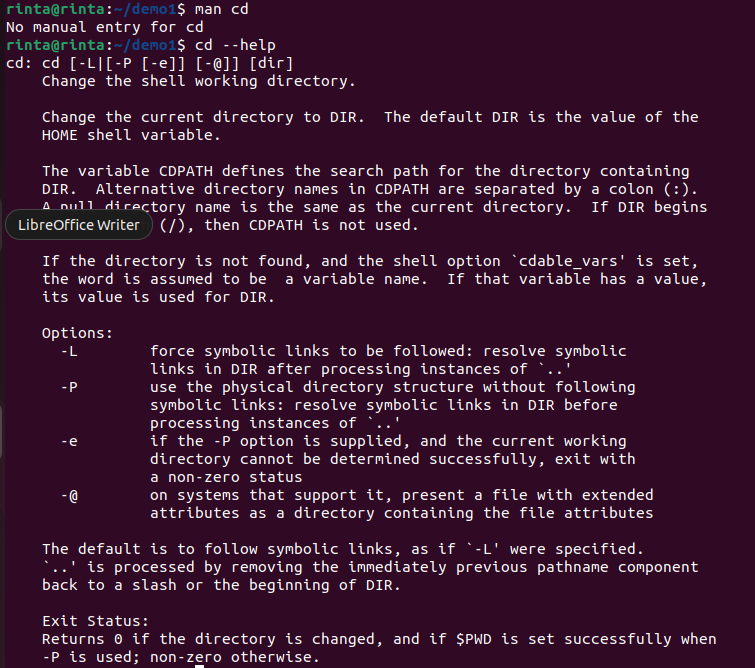 rinta@rinta:~/demo1$ man cd
No manual entry for cd
rinta@rinta:~/demo1$ cd --help
cd: cd [-L|[-P [-e]] [-@]] [dir]
    Change the shell working directory.

    Change the current directory to DIR.  The default DIR is the value of the
    HOME shell variable.

    The variable CDPATH defines the search path for the directory containing
    DIR.  Alternative directory names in CDPATH are separated by a colon (:).
    A null directory name is the same as the current directory.  If DIR begins
LibreOffice Writer (/), then CDPATH is not used.

    If the directory is not found, and the shell option `cdable_vars' is set,
    the word is assumed to be  a variable name.  If that variable has a value,
    its value is used for DIR.

    Options:
      -L        force symbolic links to be followed: resolve symbolic
                links in DIR after processing instances of `..'
      -P        use the physical directory structure without following
                symbolic links: resolve symbolic links in DIR before
                processing instances of `..'
      -e        if the -P option is supplied, and the current working
                directory cannot be determined successfully, exit with
                a non-zero status
      -@        on systems that support it, present a file with extended
                attributes as a directory containing the file attributes

    The default is to follow symbolic links, as if `-L' were specified.
    `..' is processed by removing the immediately previous pathname component
    back to a slash or the beginning of DIR.

    Exit Status:
    Returns 0 if the directory is changed, and if $PWD is set successfully when
    -P is used; non-zero otherwise.